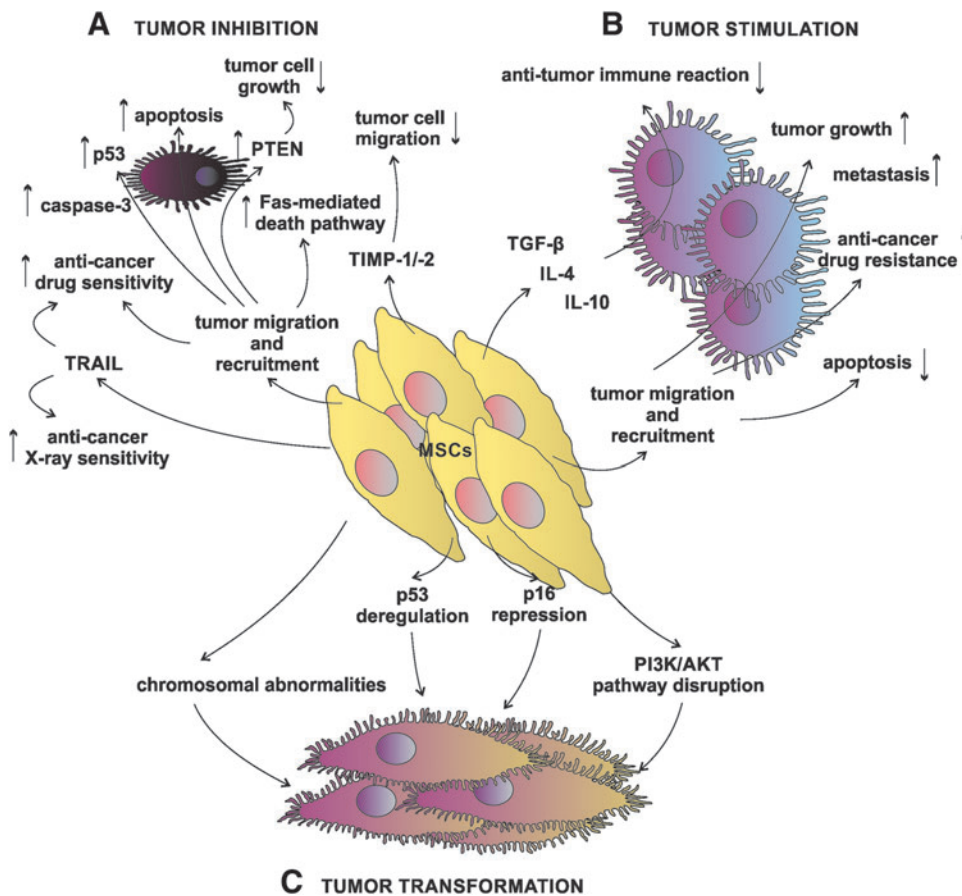 A TUMOR INHIBITION
tumor cell
growth ↓
↑ apoptosis
↑ p53
↑ PTEN
↑ caspase-3
↑ Fas-mediated
death pathway
tumor cell
migration ↓
↑ anti-cancer
drug sensitivity
TIMP-1/-2
tumor migration
and
recruitment
TRAIL
↑ anti-cancer
X-ray sensitivity
B TUMOR STIMULATION
anti-tumor immune reaction ↓
tumor growth ↑
metastasis ↑
anti-cancer
drug resistance
TGF-β
IL-4
IL-10
apoptosis ↓
tumor migration
and
recruitment
MSCs
p53
deregulation
p16
repression
PI3K/AKT
pathway disruption
chromosomal abnormalities
C TUMOR TRANSFORMATION